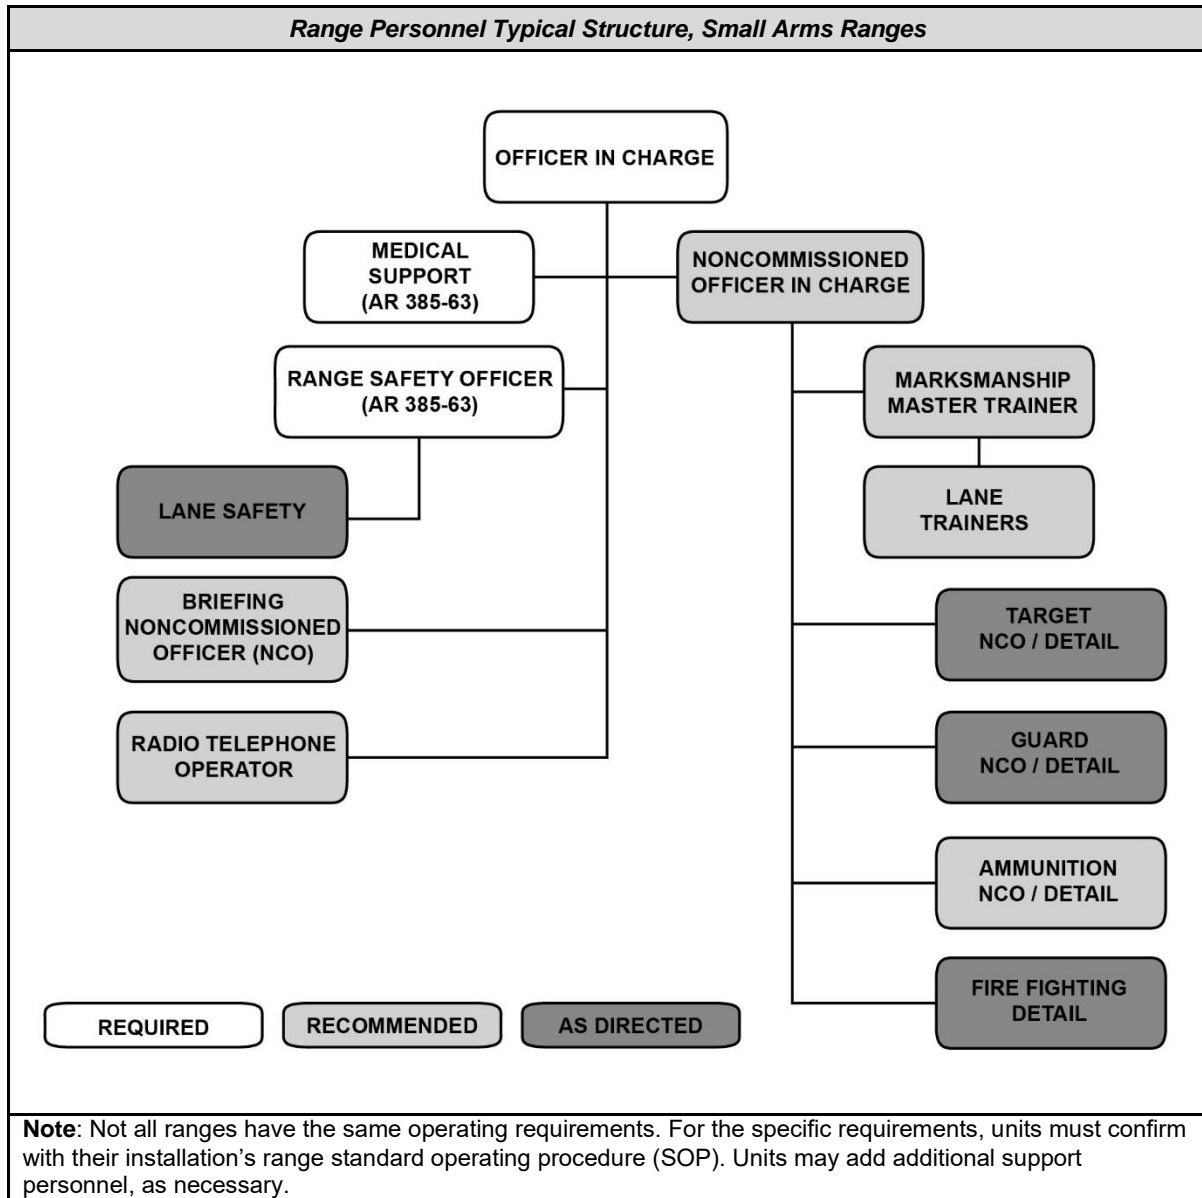 Range Personnel Typical Structure, Small Arms Ranges
OFFICER IN CHARGE
MEDICAL
SUPPORT
(AR 385-63)
NONCOMMISSIONED
OFFICER IN CHARGE
RANGE SAFETY OFFICER
(AR 385-63)
MARKSMANSHIP
MASTER TRAINER
LANE SAFETY
LANE
TRAINERS
BRIEFING
NONCOMMISSIONED
OFFICER (NCO)
TARGET
NCO / DETAIL
RADIO TELEPHONE
OPERATOR
GUARD
NCO / DETAIL
AMMUNITION
NCO / DETAIL
FIRE FIGHTING
DETAIL
REQUIRED
RECOMMENDED
AS DIRECTED
Note: Not all ranges have the same operating requirements. For the specific requirements, units must confirm
with their installation’s range standard operating procedure (SOP). Units may add additional support
personnel, as necessary.